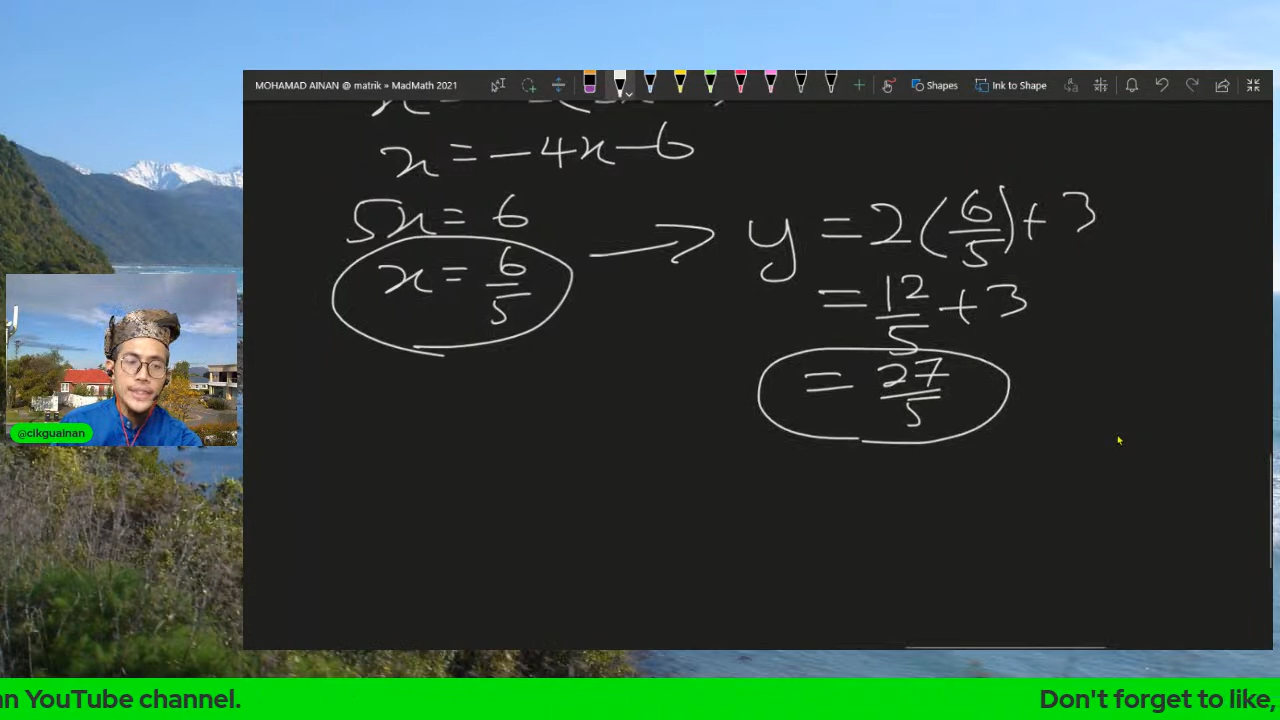 MOHAMAD AINAN @ matrik » MadMath 2021
Shapes
Ink to Shape
x = -4x - 6
5x = 6
x = 6/5
y = 2(6/5) + 3
= 12/5 + 3
= 27/5
@cikguainan
an YouTube channel.
Don't forget to like,